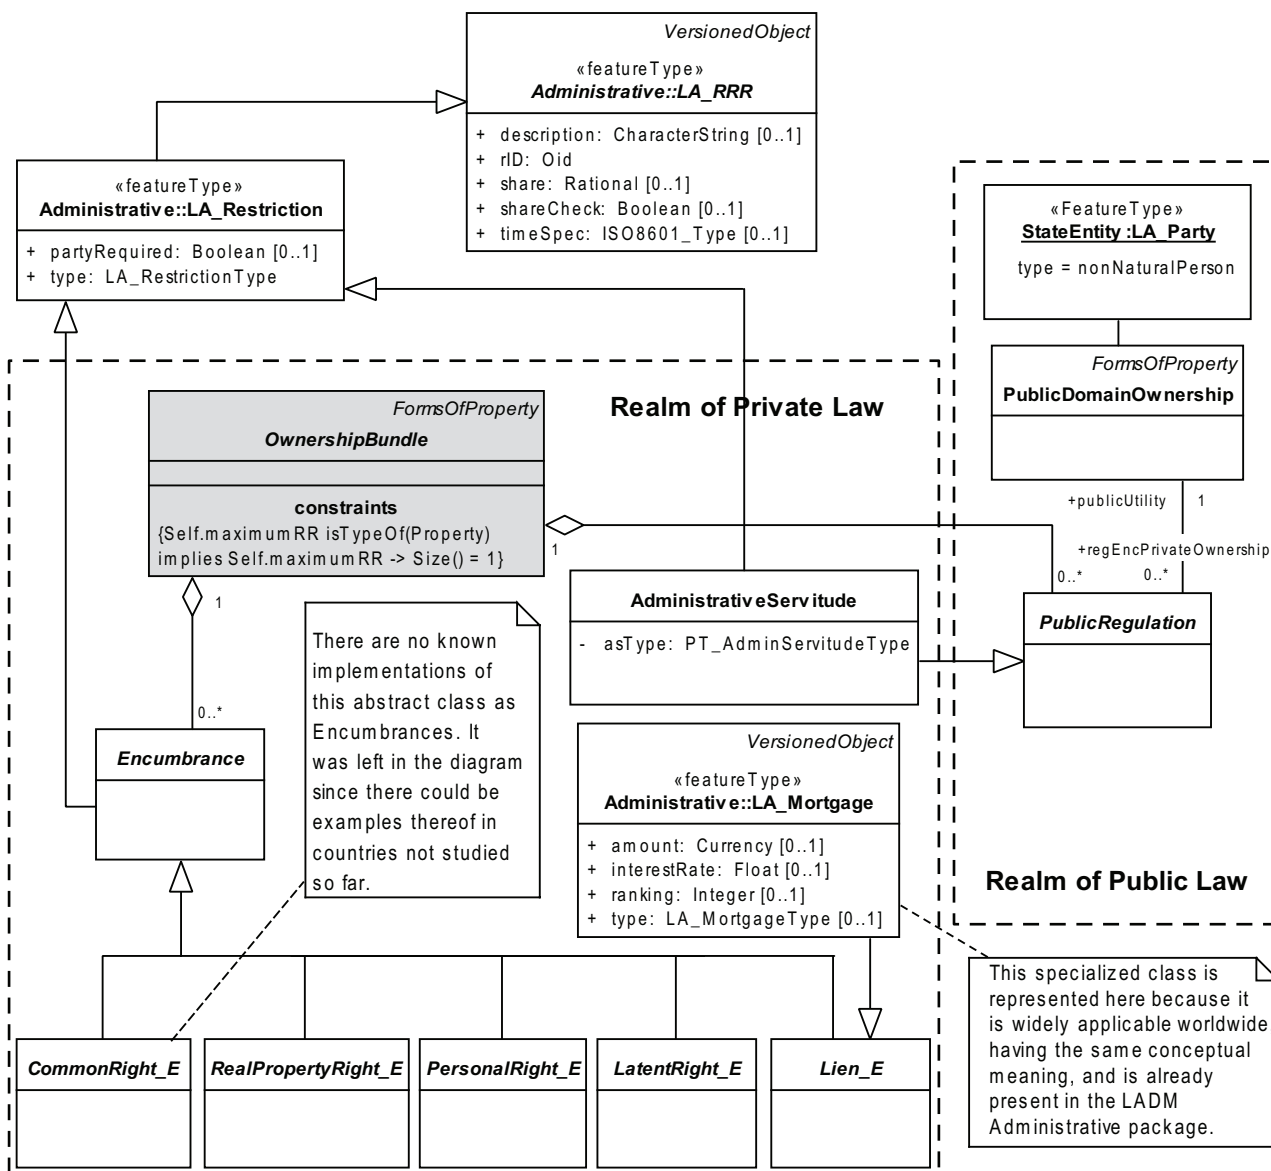 VersionedObject
«featureType»
Administrative::LA_RRR
+ description: CharacterString [0..1]
+ rID: Oid
+ share: Rational [0..1]
+ shareCheck: Boolean [0..1]
+ timeSpec: ISO8601_Type [0..1]
«featureType»
Administrative::LA_Restriction
+ partyRequired: Boolean [0..1]
+ type: LA_RestrictionType
«FeatureType»
StateEntity :LA_Party
type = nonNaturalPerson
FormsOfProperty
PublicDomainOwnership
+publicUtility 1
+regEncPrivateOwnership
0..* 0..*
PublicRegulation
Realm of Public Law
Realm of Private Law
FormsOfProperty
OwnershipBundle
constraints
{Self.maximumRR isTypeOf(Property)
implies Self.maximumRR -> Size() = 1}
1
1
0..*
AdministrativeServitude
- asType: PT_AdminServitudeType
There are no known
implementations of
this abstract class as
Encumbrances. It
was left in the diagram
since there could be
examples thereof in
countries not studied
so far.
Encumbrance
VersionedObject
«featureType»
Administrative::LA_Mortgage
+ amount: Currency [0..1]
+ interestRate: Float [0..1]
+ ranking: Integer [0..1]
+ type: LA_MortgageType [0..1]
This specialized class is
represented here because it
is widely applicable worldwide
having the same conceptual
meaning, and is already
present in the LADM
Administrative package.
CommonRight_E
RealPropertyRight_E
PersonalRight_E
LatentRight_E
Lien_E